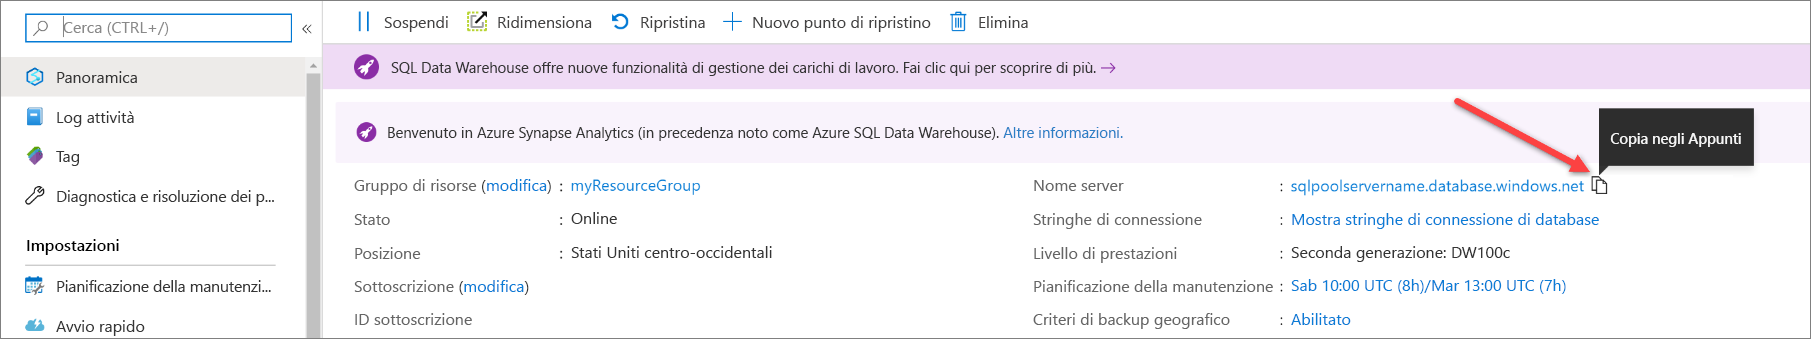 Cerca (CTRL+/)
«
Panoramica
Log attività
Tag
Diagnostica e risoluzione dei p...
Impostazioni
Pianificazione della manutenzi...
Avvio rapido
Sospendi Ridimensiona Ripristina Nuovo punto di ripristino Elimina
SQL Data Warehouse offre nuove funzionalità di gestione dei carichi di lavoro. Fai clic qui per scoprire di più. →
Benvenuto in Azure Synapse Analytics (in precedenza noto come Azure SQL Data Warehouse). Altre informazioni.
Copia negli Appunti
Gruppo di risorse (modifica) : myResourceGroup
Stato : Online
Posizione : Stati Uniti centro-occidentali
Sottoscrizione (modifica)
ID sottoscrizione
Nome server : sqlpoolservername.database.windows.net
Stringhe di connessione : Mostra stringhe di connessione di database
Livello di prestazioni : Seconda generazione: DW100c
Pianificazione della manutenzione : Sab 10:00 UTC (8h)/Mar 13:00 UTC (7h)
Criteri di backup geografico : Abilitato